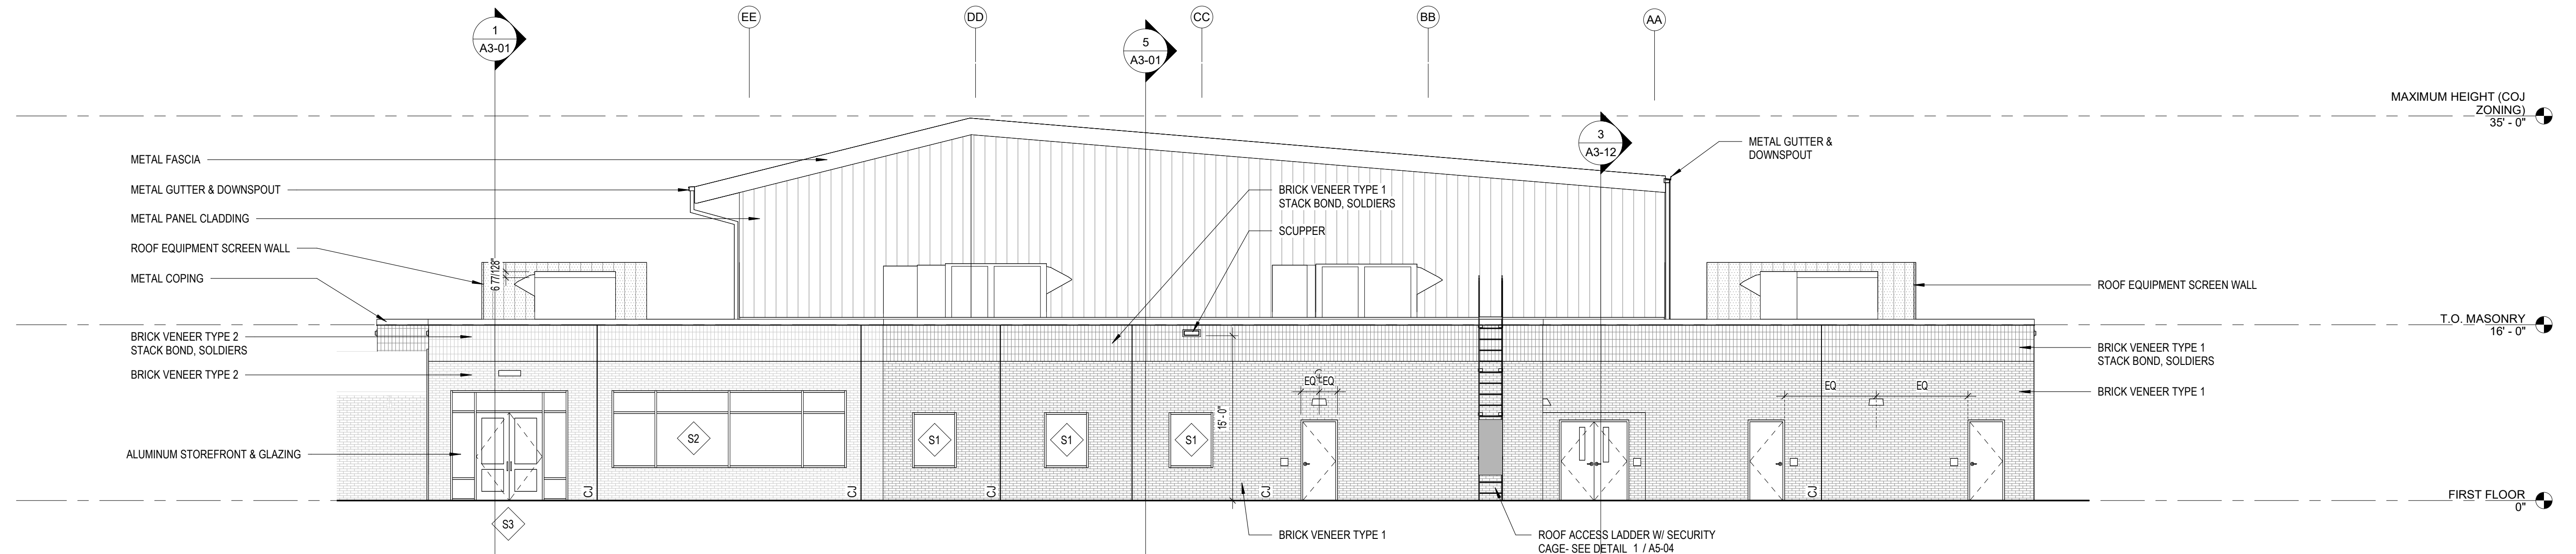 1
A3-01
EE
DD
5
A3-01
CC
BB
AA
MAXIMUM HEIGHT (COJ
ZONING)
35' - 0"
3
A3-12
METAL GUTTER &
DOWNSPOUT
METAL FASCIA
METAL GUTTER & DOWNSPOUT
METAL PANEL CLADDING
ROOF EQUIPMENT SCREEN WALL
METAL COPING
6 77/128"
BRICK VENEER TYPE 1
STACK BOND, SOLDIERS
SCUPPER
ROOF EQUIPMENT SCREEN WALL
T.O. MASONRY
16' - 0"
BRICK VENEER TYPE 2
STACK BOND, SOLDIERS
BRICK VENEER TYPE 2
BRICK VENEER TYPE 1
STACK BOND, SOLDIERS
BRICK VENEER TYPE 1
EQ EQ
EQ EQ
15' - 0"
ALUMINUM STOREFRONT & GLAZING
S2
S1
S1
S1
CJ
CJ
CJ
CJ
CJ
FIRST FLOOR
0"
S3
BRICK VENEER TYPE 1
ROOF ACCESS LADDER W/ SECURITY
CAGE- SEE DETAIL 1 / A5-04